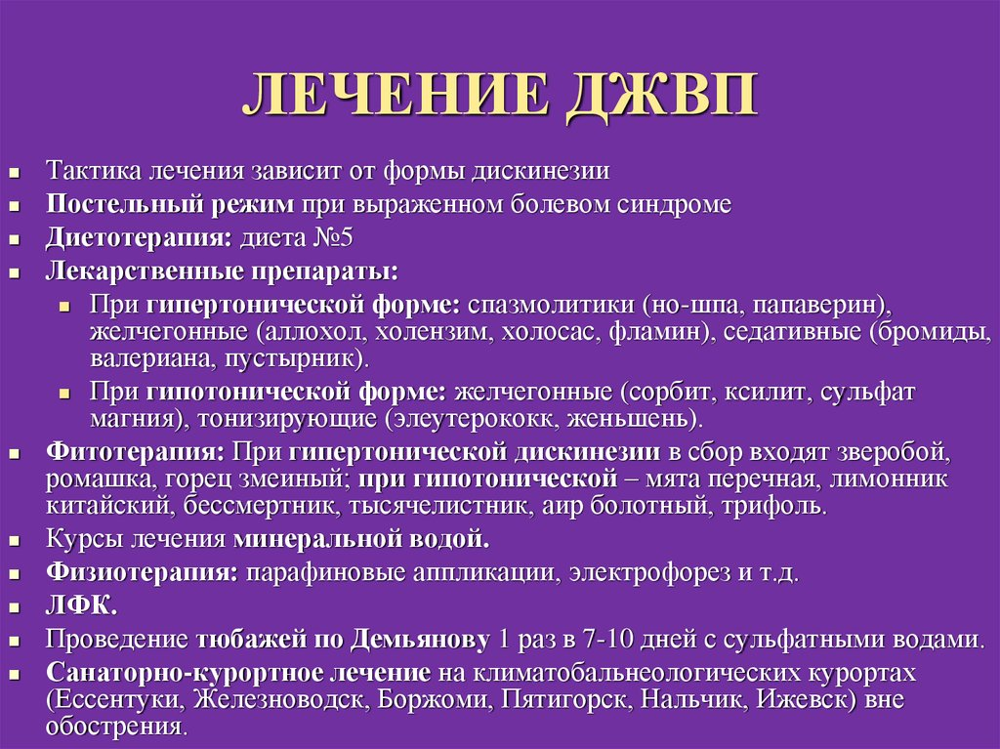 ЛЕЧЕНИЕ ДЖВП
Тактика лечения зависит от формы дискинезии
Постельный режим при выраженном болевом синдроме
Диетотерапия: диета №5
Лекарственные препараты:
При гипертонической форме: спазмолитики (но-шпа, папаверин),
желчегонные (аллохол, холензим, холосас, фламин), седативные (бромиды,
валериана, пустырник).
При гипотонической форме: желчегонные (сорбит, ксилит, сульфат
магния), тонизирующие (элеутерококк, женьшень).
Фитотерапия: При гипертонической дискинезии в сбор входят зверобой,
ромашка, горец змеиный; при гипотонической – мята перечная, лимонник
китайский, бессмертник, тысячелистник, аир болотный, трифоль.
Курсы лечения минеральной водой.
Физиотерапия: парафиновые аппликации, электрофорез и т.д.
ЛФК.
Проведение тюбажей по Демьянову 1 раз в 7-10 дней с сульфатными водами.
Санаторно-курортное лечение на климатобальнеологических курортах
(Ессентуки, Железноводск, Боржоми, Пятигорск, Нальчик, Ижевск) вне
обострения.